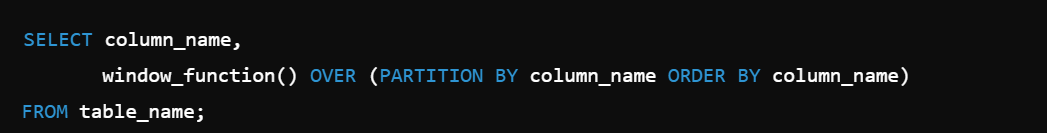 SELECT column_name,
window_function() OVER (PARTITION BY column_name ORDER BY column_name)
FROM table_name;